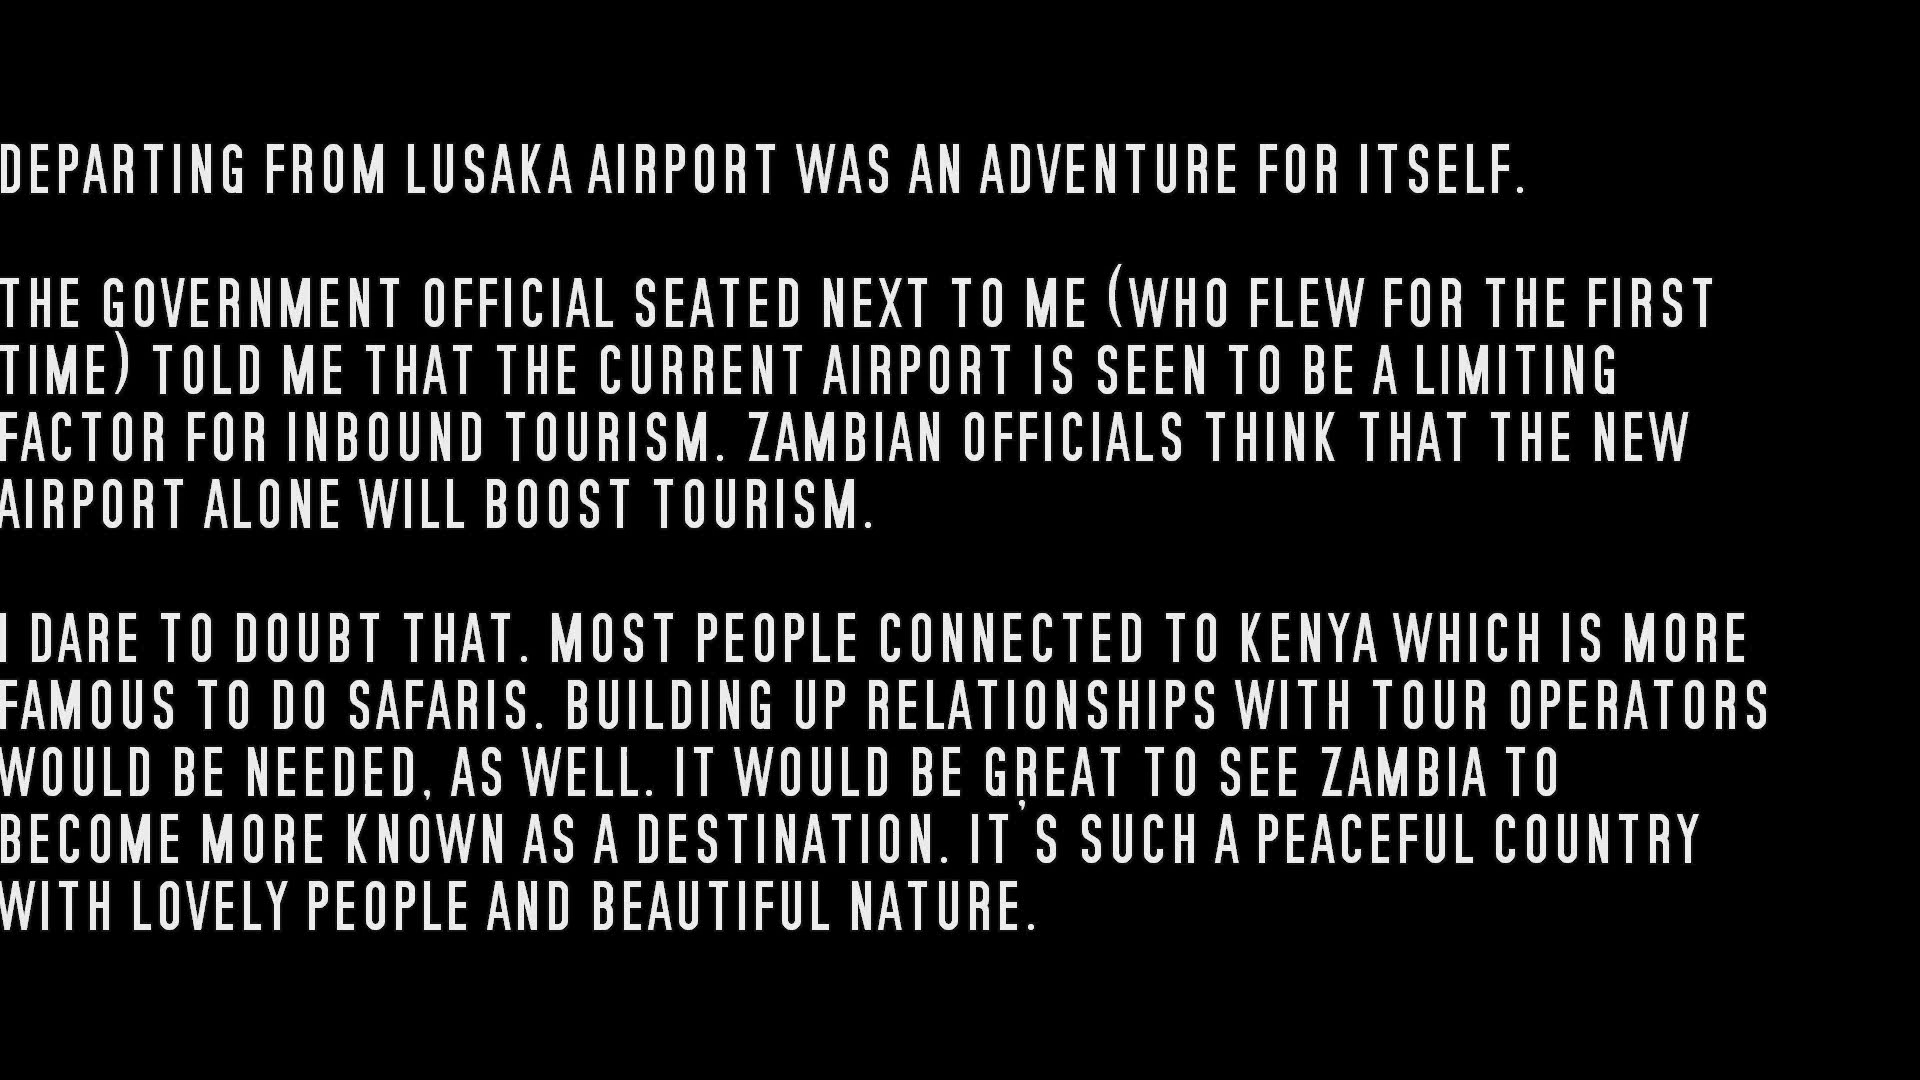 DEPARTING FROM LUSAKA AIRPORT WAS AN ADVENTURE FOR ITSELF.
THE GOVERNMENT OFFICIAL SEATED NEXT TO ME (WHO FLEW FOR THE FIRST
TIME) TOLD ME THAT THE CURRENT AIRPORT IS SEEN TO BE A LIMITING
FACTOR FOR INBOUND TOURISM. ZAMBIAN OFFICIALS THINK THAT THE NEW
AIRPORT ALONE WILL BOOST TOURISM.
I DARE TO DOUBT THAT. MOST PEOPLE CONNECTED TO KENYA WHICH IS MORE
FAMOUS TO DO SAFARIS. BUILDING UP RELATIONSHIPS WITH TOUR OPERATORS
WOULD BE NEEDED, AS WELL. IT WOULD BE GREAT TO SEE ZAMBIA TO
BECOME MORE KNOWN AS A DESTINATION. IT'S SUCH A PEACEFUL COUNTRY
WITH LOVELY PEOPLE AND BEAUTIFUL NATURE.